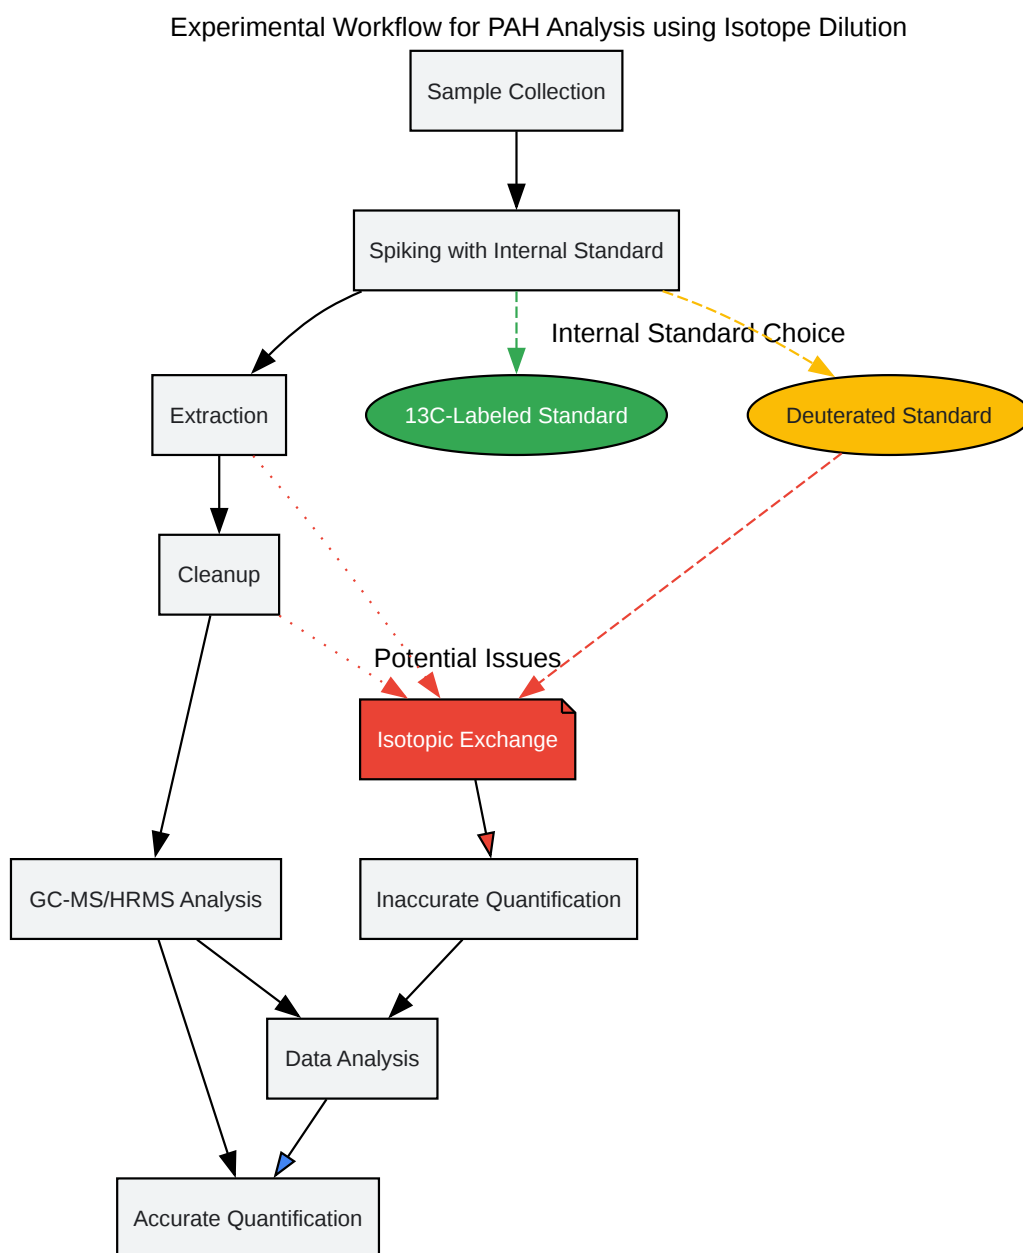 Experimental Workflow for PAH Analysis using Isotope Dilution
Sample Collection
Spiking with Internal Standard
Internal Standard Choice
Extraction
13C-Labeled Standard
Deuterated Standard
Cleanup
Potential Issues
Isotopic Exchange
GC-MS/HRMS Analysis
Inaccurate Quantification
Data Analysis
Accurate Quantification